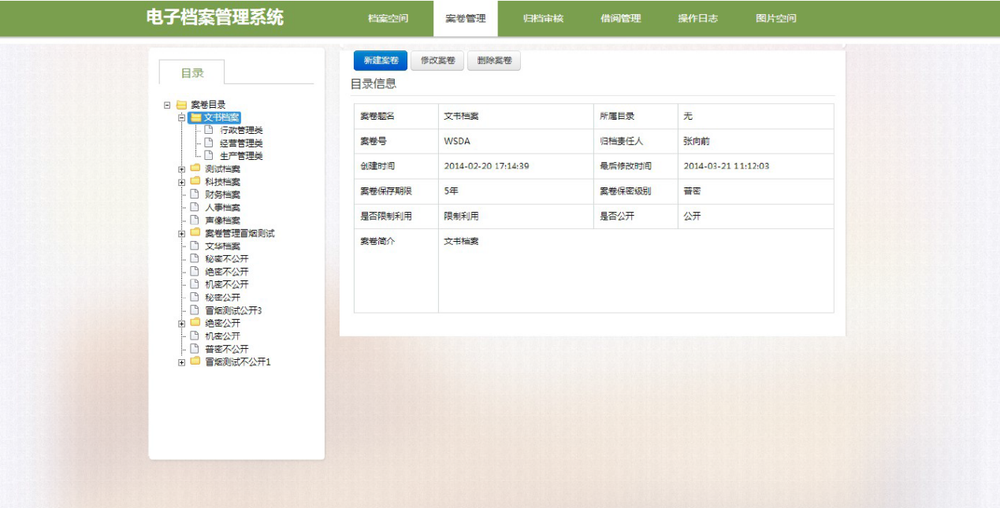 电子档案管理系统 档案空间 案卷管理 归档审核 借阅管理 操作日志 图片空间
目录
案卷目录
文书档案
行政管理类
经营管理类
生产管理类
测试档案
科技档案
财务档案
人事档案
声像档案
案卷管理冒烟测试
文华档案
秘密不公开
绝密不公开
机密不公开
秘密公开
冒烟测试公开3
绝密公开
机密公开
普密不公开
冒烟测试不公开1
新建案卷 修改案卷 删除案卷
目录信息
案卷题名 文书档案 所属目录 无
案卷号 WSDA 归档责任人 张向前
创建时间 2014-02-20 17:14:39 最后修改时间 2014-03-21 11:12:03
案卷保存期限 5年 案卷保密级别 普密
是否限制利用 限制利用 是否公开 公开
案卷简介 文书档案